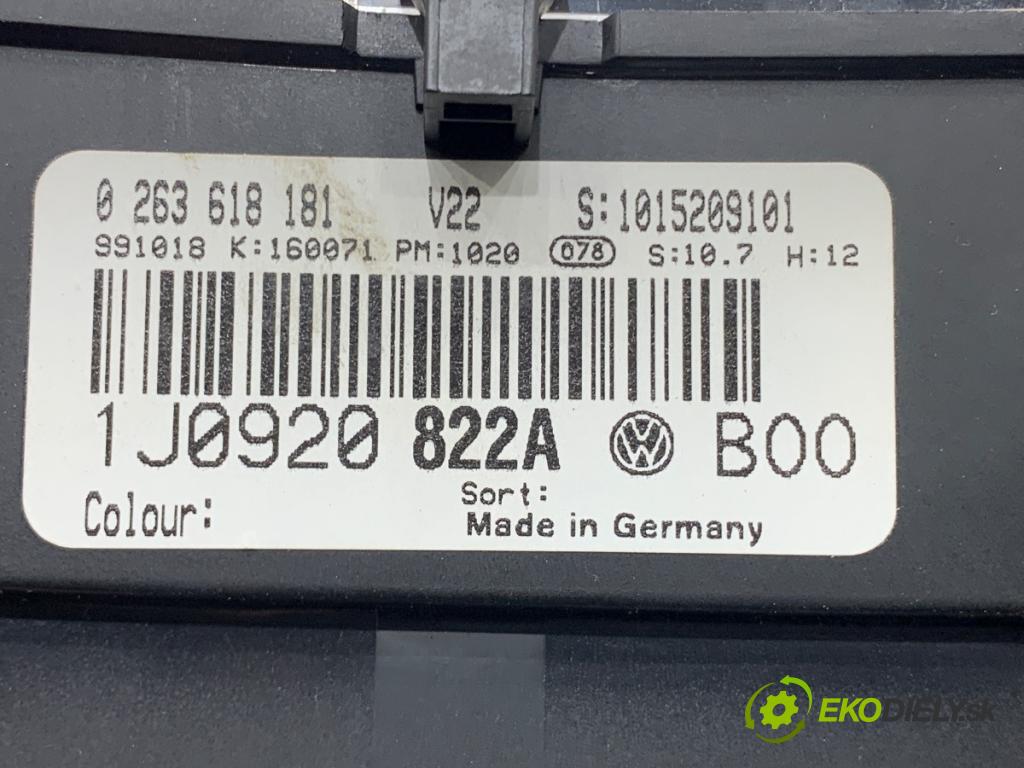 0 263 618 181 V22 S:1015209101
991018 K:160071 PM:1020 078 S:10.7 H:12
1J0920 822A VW B00
Sort:
Colour: Made in Germany
EKODIELY.sk